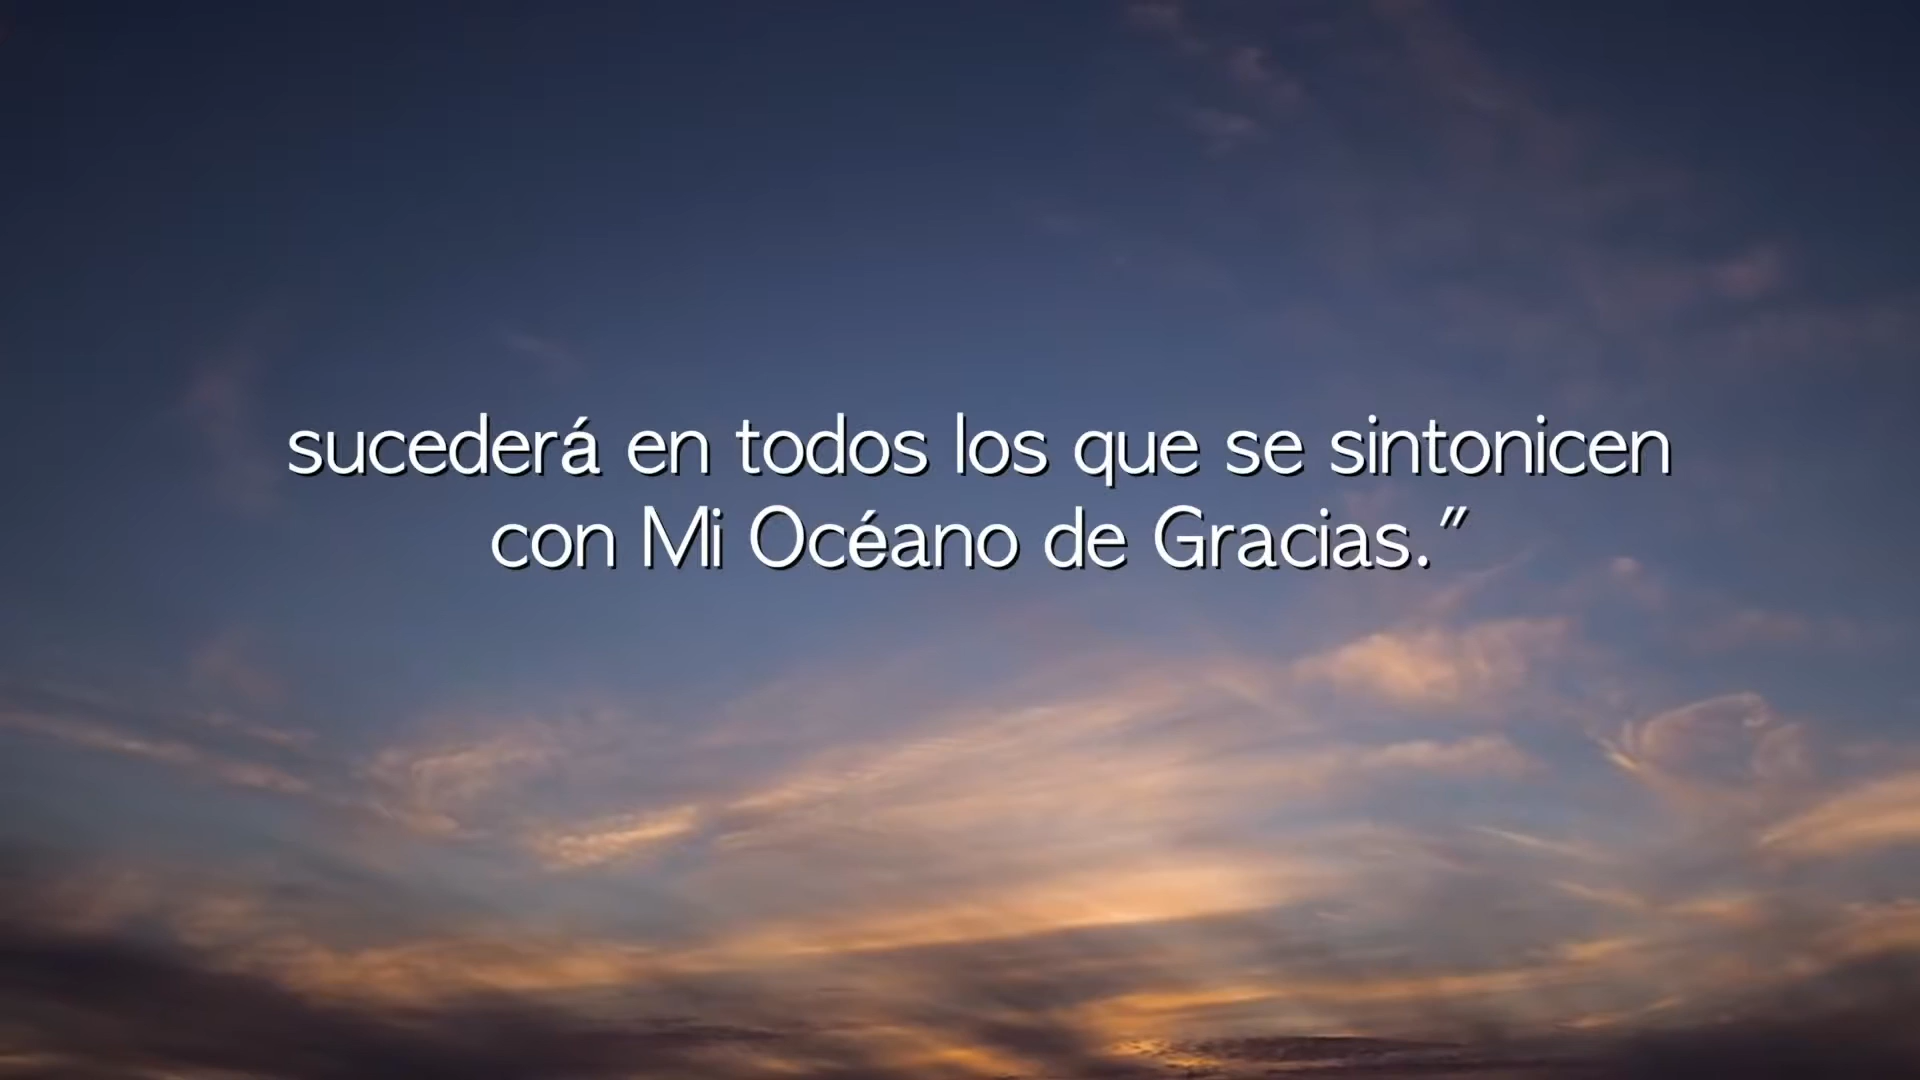 sucederá en todos los que se sintonicen
con Mi Océano de Gracias.”